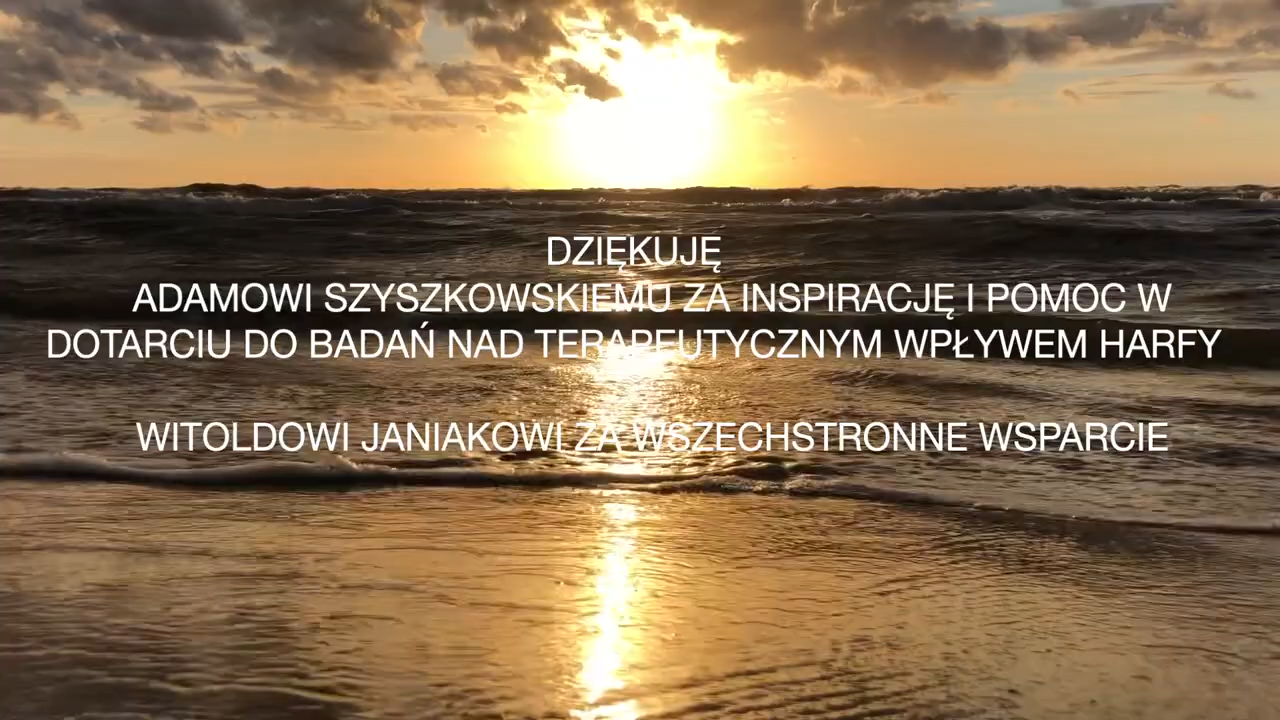 DZIĘKUJĘ
ADAMOWI SZYSZKOWSKIEMU ZA INSPIRACJĘ I POMOC W
DOTARCIU DO BADAŃ NAD TERAPEUTYCZNYM WPŁYWEM HARFY
WITOLDOWI JANIAKOWI ZA WSZECHSTRONNE WSPARCIE